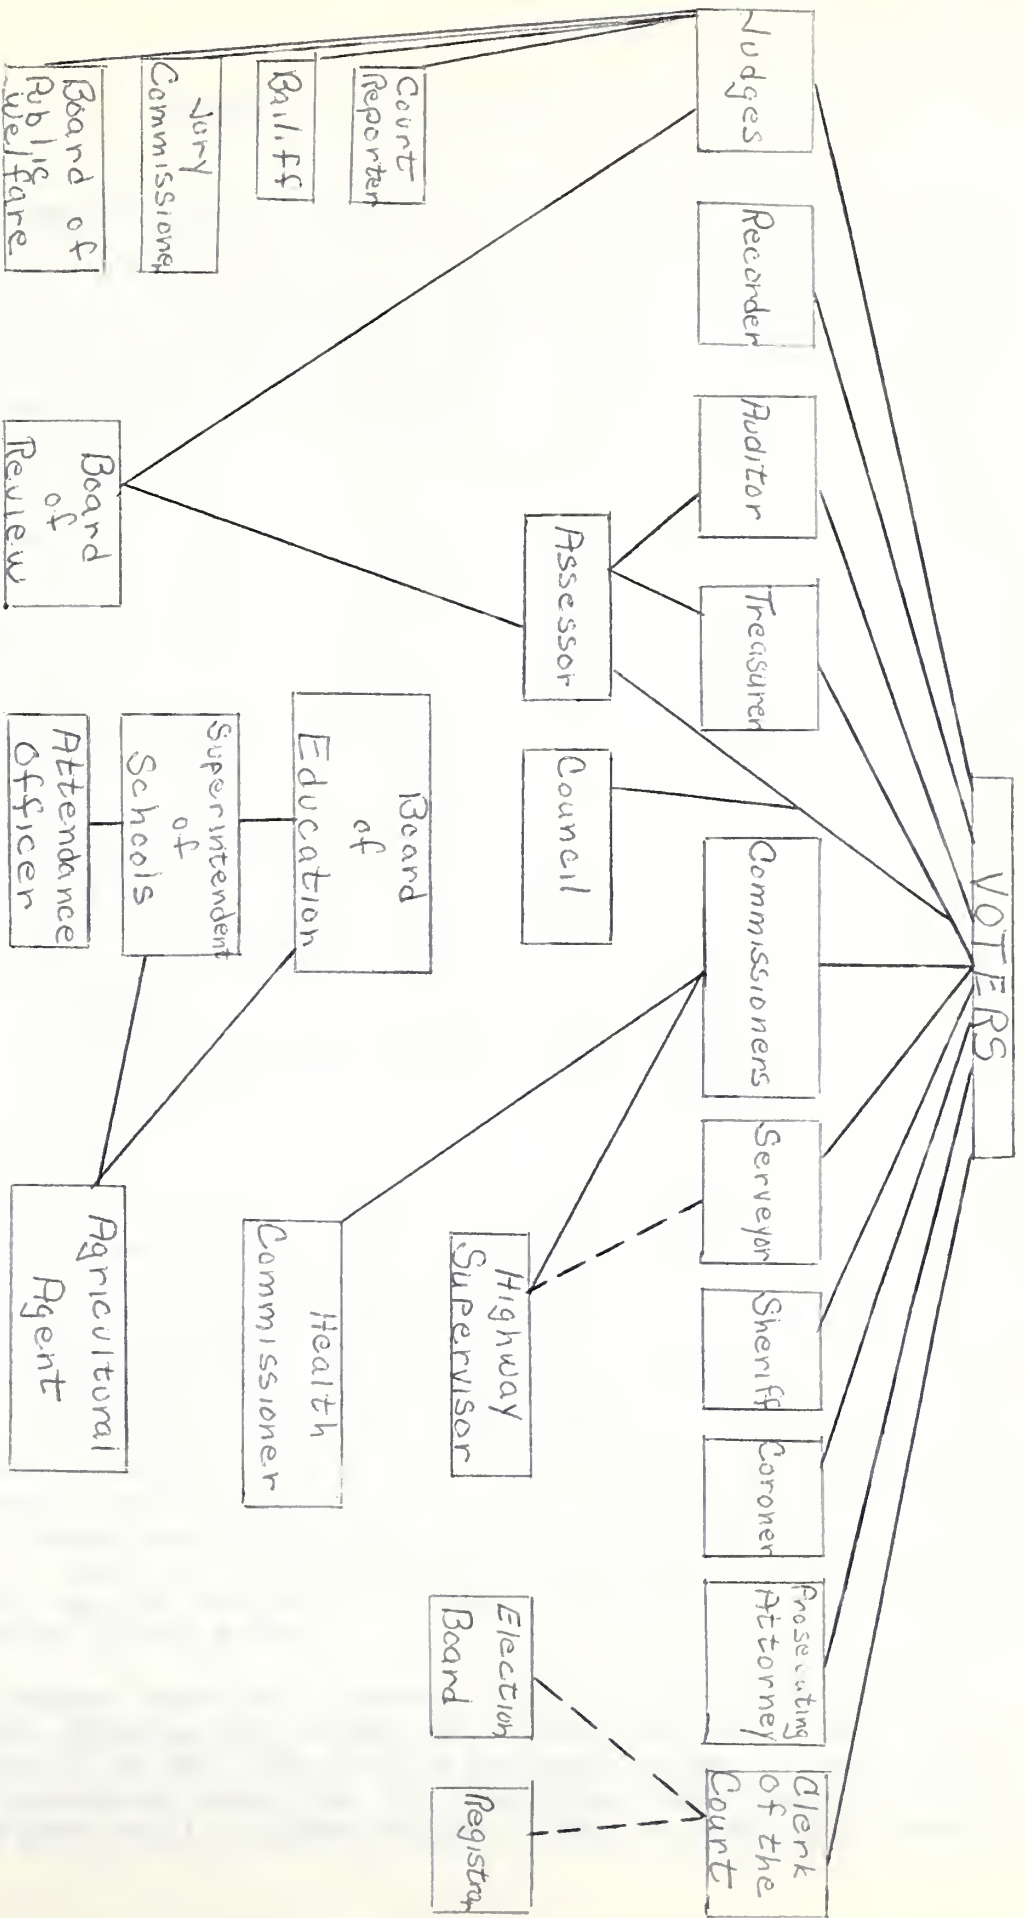 VOTERS
Judges
Recorder
Auditor
Treasurer
Commissioners
Serveyor
Sheriff
Coroner
Prosecuting
Attorney
Clerk
of the
Court
Assessor
Council
Court
Reporter
Bailiff
Jury
Commissioner
Board of
Public
Welfare
Board
of
Review
Board
of
Education
Superintendent
of
Schools
Attendance
Officer
Highway
Supervisor
Health
Commissioner
Agricultural
Agent
Election
Board
Registrar